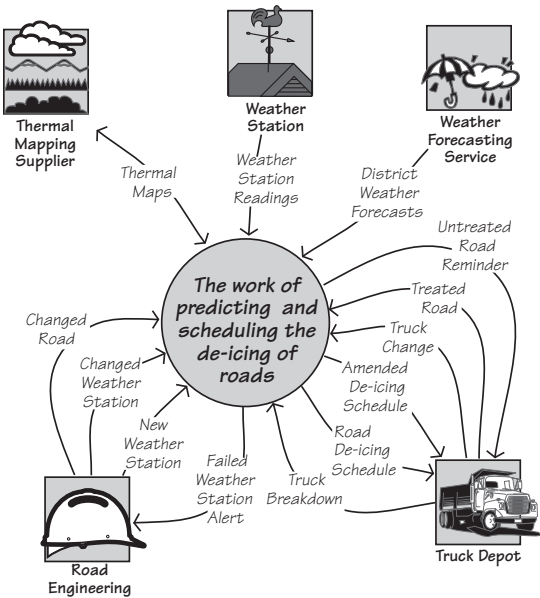 Thermal
Mapping
Supplier
Weather
Station
Weather
Forecasting
Service
Thermal
Maps
Weather
Station
Readings
District
Weather
Forecasts
Untreated
Road
Reminder
The work of
predicting and
scheduling the
de-icing of
roads
Treated
Road
Truck
Change
Amended
De-icing
Schedule
Changed
Road
Changed
Weather
Station
New
Weather
Station
Failed
Weather
Station
Alert
Truck
Breakdown
Road
De-icing
Schedule
Road
Engineering
Truck Depot